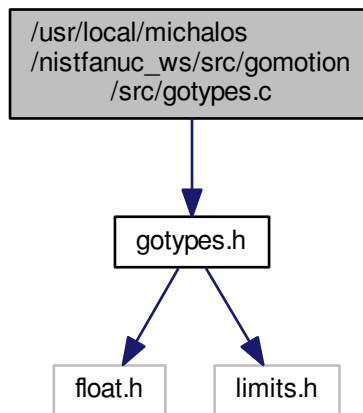 /usr/local/michalos
/nistfanuc_ws/src/gomotion
/src/gotypes.c
gotypes.h
float.h
limits.h